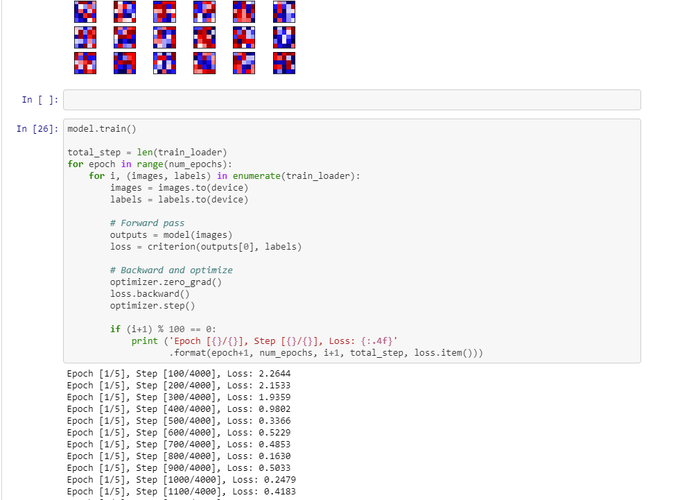 In [ ]:
In [26]: model.train()
total_step = len(train_loader)
for epoch in range(num_epochs):
    for i, (images, labels) in enumerate(train_loader):
        images = images.to(device)
        labels = labels.to(device)
        # Forward pass
        outputs = model(images)
        loss = criterion(outputs[0], labels)
        # Backward and optimize
        optimizer.zero_grad()
        loss.backward()
        optimizer.step()
        if (i+1) % 100 == 0:
            print ('Epoch [{}/{}], Step [{}/{}], Loss: {:.4f}'
                   .format(epoch+1, num_epochs, i+1, total_step, loss.item()))
Epoch [1/5], Step [100/4000], Loss: 2.2644
Epoch [1/5], Step [200/4000], Loss: 2.1533
Epoch [1/5], Step [300/4000], Loss: 1.9359
Epoch [1/5], Step [400/4000], Loss: 0.9802
Epoch [1/5], Step [500/4000], Loss: 0.3366
Epoch [1/5], Step [600/4000], Loss: 0.5229
Epoch [1/5], Step [700/4000], Loss: 0.4853
Epoch [1/5], Step [800/4000], Loss: 0.1630
Epoch [1/5], Step [900/4000], Loss: 0.5033
Epoch [1/5], Step [1000/4000], Loss: 0.2479
Epoch [1/5], Step [1100/4000], Loss: 0.4183